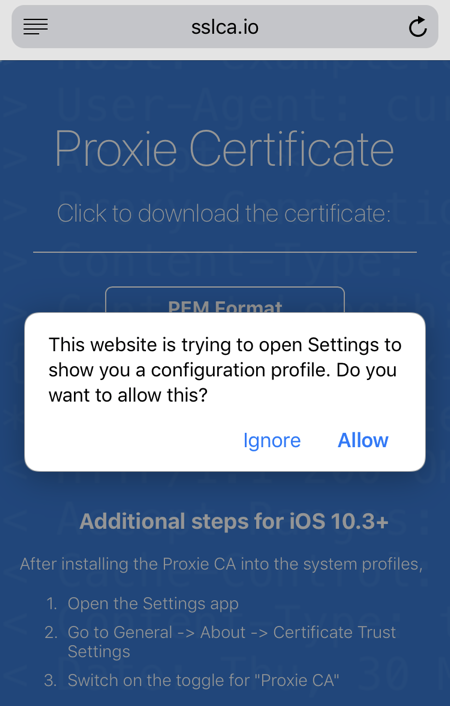 sslca.io
Proxie Certificate
Click to download the certificate:
PEM Format
This website is trying to open Settings to
show you a configuration profile. Do you
want to allow this?
Ignore Allow
Additional steps for iOS 10.3+
After installing the Proxie CA into the system profiles,
1. Open the Settings app
2. Go to General -> About -> Certificate Trust
Settings
3. Switch on the toggle for "Proxie CA"